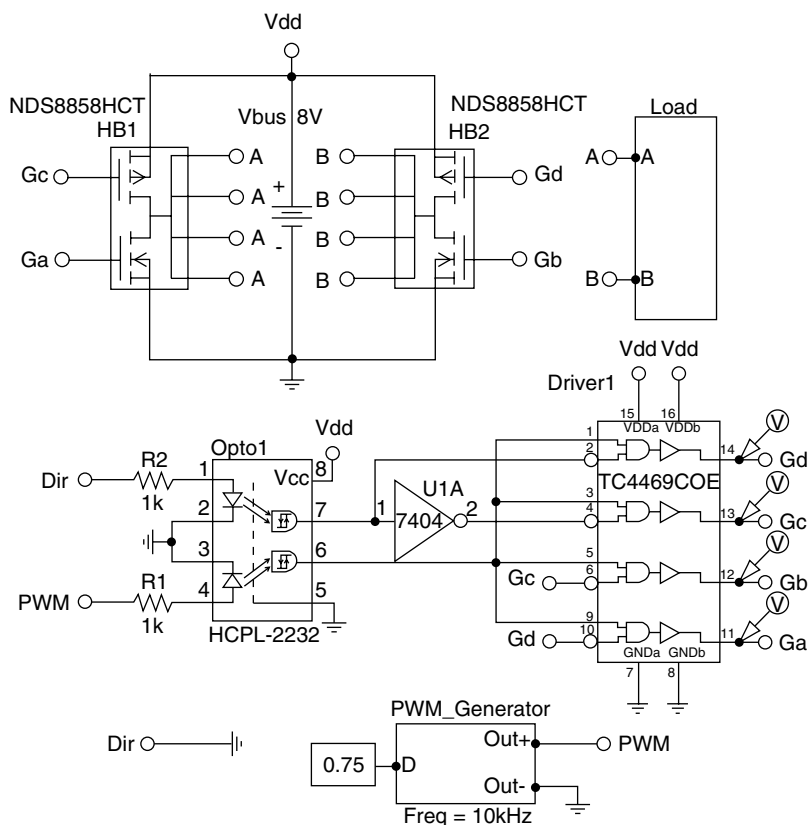 Vdd
NDS8858HCT
HB1
Vbus 8V
NDS8858HCT
HB2
Load
Gc
A
B
Gd
A
A
+
A
B
Ga
A
B
Gb
-
A
B
B
B
Vdd Vdd
Driver1
15
16
VDDa
VDDb
V
Opto1
Vdd
1
2
14
Gd
R2
1
Vcc
8
TC4469COE
Dir
1k
U1A
3
4
V
2
7
1
7404
2
13
Gc
3
6
5
6
V
Gc
12
Gb
PWM
R1
4
5
9
10
V
1k
Gd
11
Ga
HCPL-2232
GNDa
GNDb
7
8
PWM_Generator
Dir
Out+
PWM
0.75
D
Out-
Freq = 10kHz